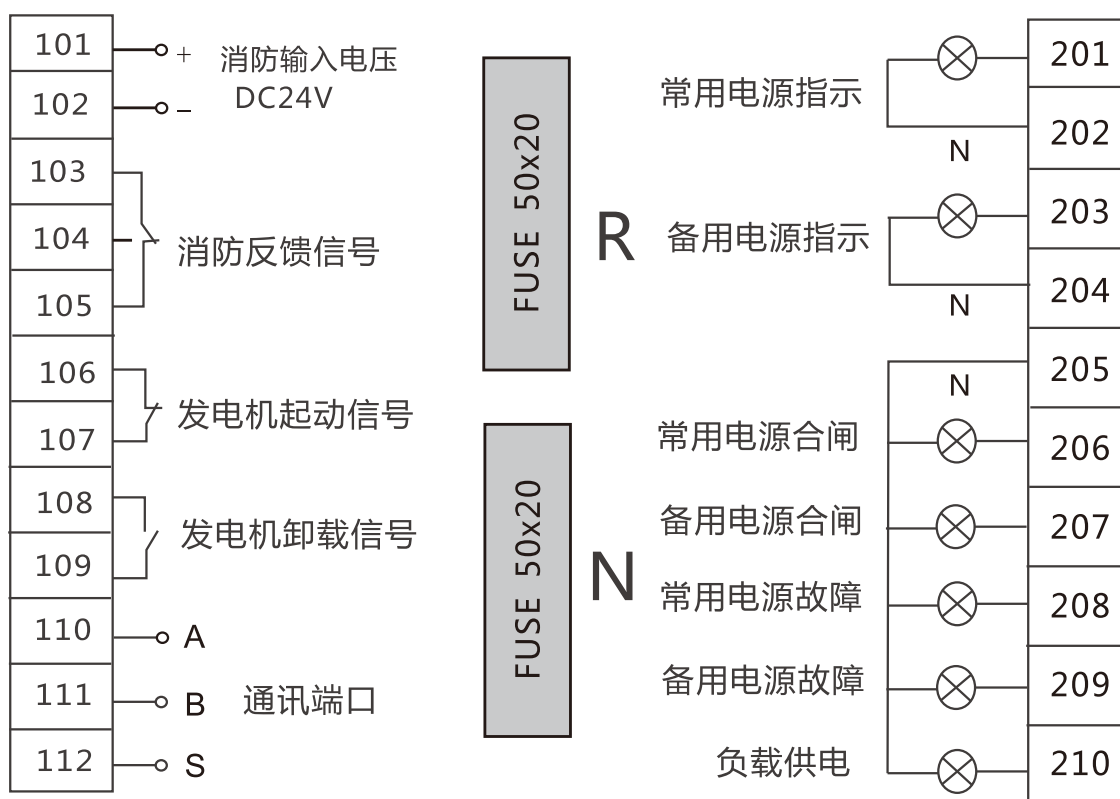 101
+
消防输入电压
102
−
DC24V
103
104
消防反馈信号
105
106
发电机起动信号
107
108
发电机卸载信号
109
110
A
111
B
通讯端口
112
S
FUSE 50x20
R
FUSE 50x20
N
201
常用电源指示
202
N
203
备用电源指示
204
N
205
N
常用电源合闸
206
备用电源合闸
207
常用电源故障
208
备用电源故障
209
负载供电
210